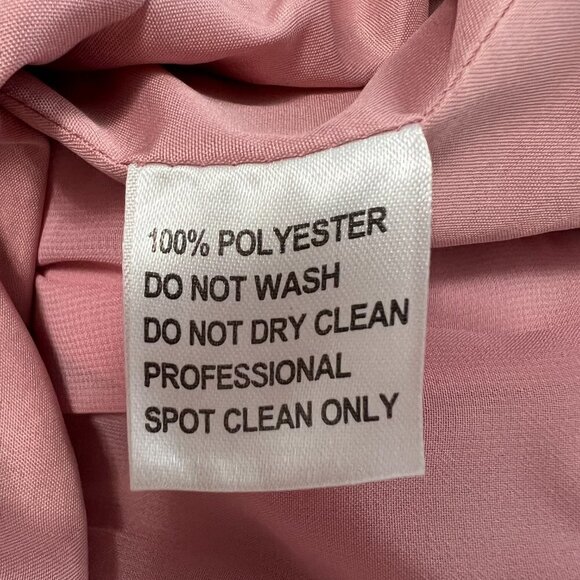 100% POLYESTER
DO NOT WASH
DO NOT DRY CLEAN
PROFESSIONAL
SPOT CLEAN ONLY